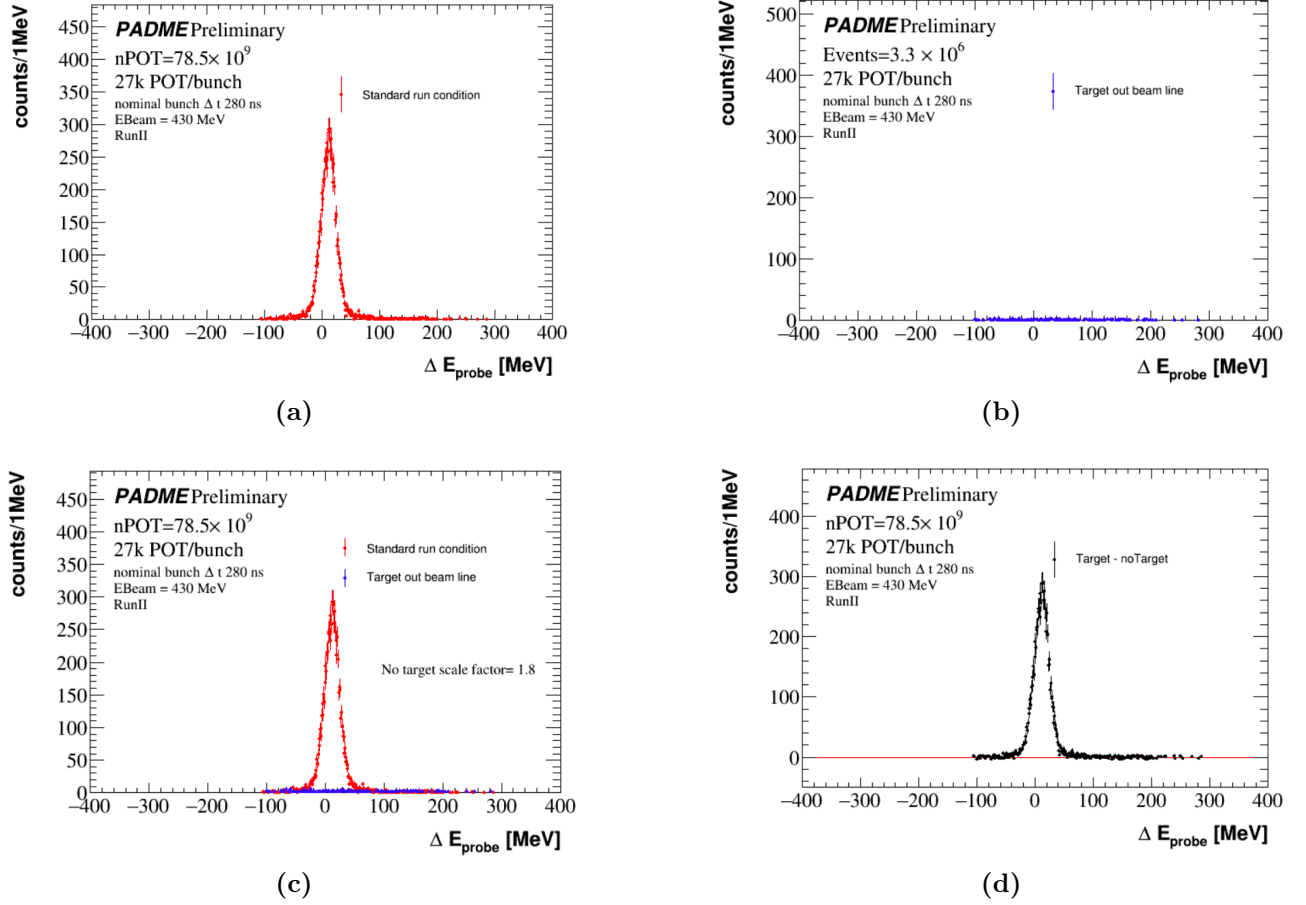 PADME Preliminary
nPOT=78.5× 10^9
27k POT/bunch
nominal bunch Δ t 280 ns
EBeam = 430 MeV
RunII
Standard run condition
counts/1MeV
450
400
350
300
250
200
150
100
50
0
−400 −300 −200 −100 0 100 200 300 400
Δ E_probe [MeV]
(a)
PADME Preliminary
Events=3.3 × 10^6
27k POT/bunch
nominal bunch Δ t 280 ns
EBeam = 430 MeV
RunII
Target out beam line
counts/1MeV
500
400
300
200
100
0
−400 −300 −200 −100 0 100 200 300 400
Δ E_probe [MeV]
(b)
PADME Preliminary
nPOT=78.5× 10^9
27k POT/bunch
nominal bunch Δ t 280 ns
EBeam = 430 MeV
RunII
Standard run condition
Target out beam line
No target scale factor= 1.8
counts/1MeV
450
400
350
300
250
200
150
100
50
0
−400 −300 −200 −100 0 100 200 300 400
Δ E_probe [MeV]
(c)
PADME Preliminary
nPOT=78.5× 10^9
27k POT/bunch
nominal bunch Δ t 280 ns
EBeam = 430 MeV
RunII
Target - noTarget
counts/1MeV
400
300
200
100
0
−400 −300 −200 −100 0 100 200 300 400
Δ E_probe [MeV]
(d)